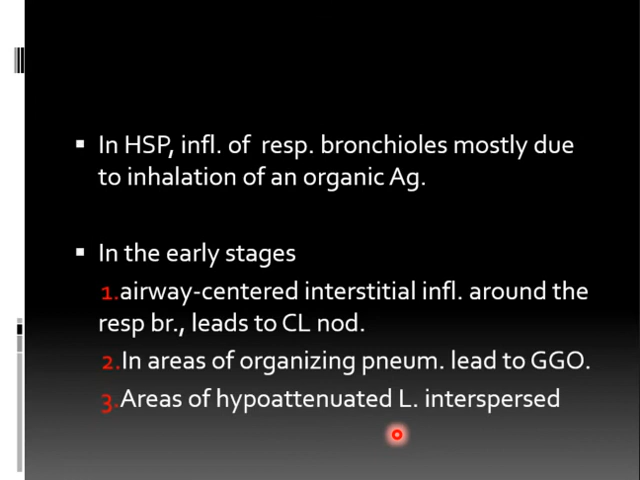 ▪ In HSP, infl. of resp. bronchioles mostly due
to inhalation of an organic Ag.
▪ In the early stages
1.airway-centered interstitial infl. around the
resp br., leads to CL nod.
2.In areas of organizing pneum. lead to GGO.
3.Areas of hypoattenuated L. interspersed